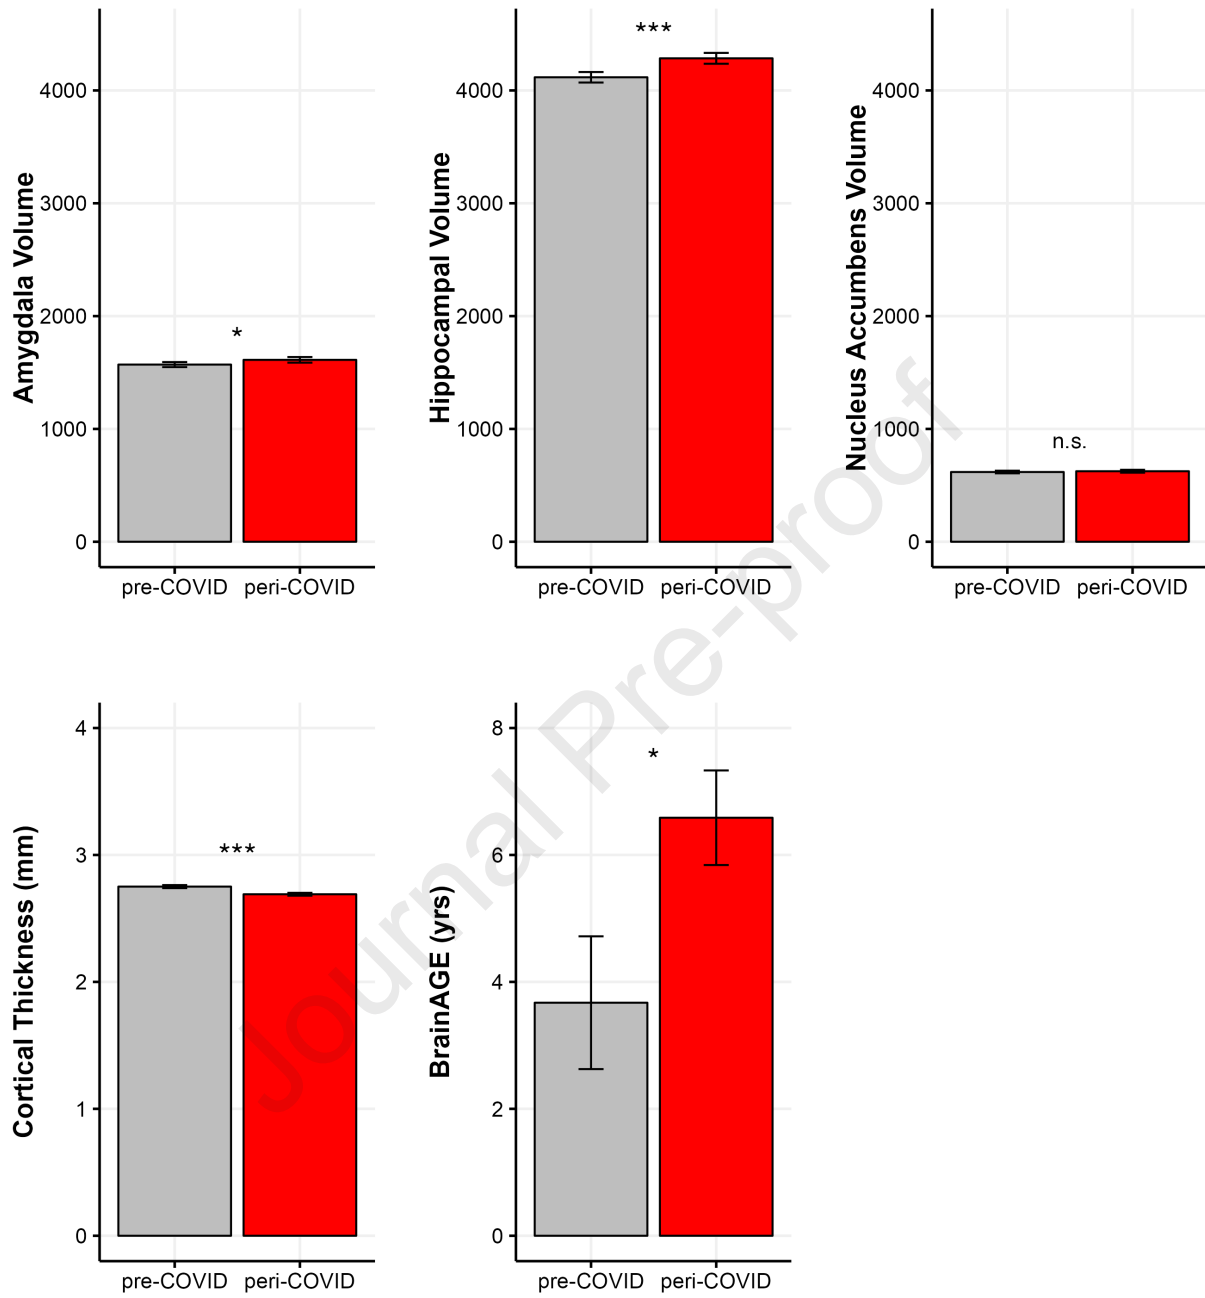 Amygdala Volume
4000
3000
2000
1000
0
*
pre-COVID peri-COVID
Hippocampal Volume
4000
3000
2000
1000
0
***
pre-COVID peri-COVID
Nucleus Accumbens Volume
4000
3000
2000
1000
0
n.s.
pre-COVID peri-COVID
Cortical Thickness (mm)
4
3
2
1
0
***
pre-COVID peri-COVID
BrainAGE (yrs)
8
6
4
2
0
*
pre-COVID peri-COVID
Journal Pre-proof